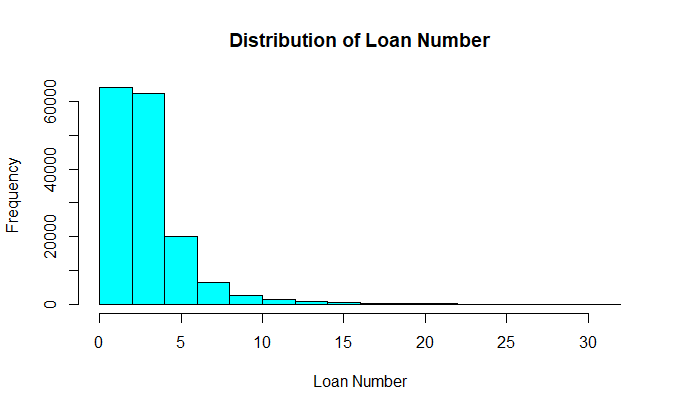 Distribution of Loan Number
Frequency
60000
40000
20000
0
0 5 10 15 20 25 30
Loan Number